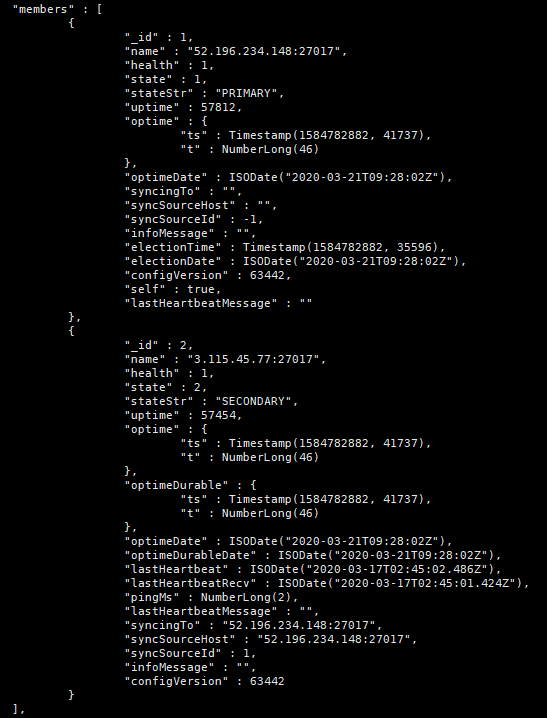 "members" : [
{
"_id" : 1,
"name" : "52.196.234.148:27017",
"health" : 1,
"state" : 1,
"stateStr" : "PRIMARY",
"uptime" : 57812,
"optime" : {
"ts" : Timestamp(1584782882, 41737),
"t" : NumberLong(46)
},
"optimeDate" : ISODate("2020-03-21T09:28:02Z"),
"syncingTo" : "",
"syncSourceHost" : "",
"syncSourceId" : -1,
"infoMessage" : "",
"electionTime" : Timestamp(1584782882, 35596),
"electionDate" : ISODate("2020-03-21T09:28:02Z"),
"configVersion" : 63442,
"self" : true,
"lastHeartbeatMessage" : ""
},
{
"_id" : 2,
"name" : "3.115.45.77:27017",
"health" : 1,
"state" : 2,
"stateStr" : "SECONDARY",
"uptime" : 57454,
"optime" : {
"ts" : Timestamp(1584782882, 41737),
"t" : NumberLong(46)
},
"optimeDurable" : {
"ts" : Timestamp(1584782882, 41737),
"t" : NumberLong(46)
},
"optimeDate" : ISODate("2020-03-21T09:28:02Z"),
"optimeDurableDate" : ISODate("2020-03-21T09:28:02Z"),
"lastHeartbeat" : ISODate("2020-03-17T02:45:02.486Z"),
"lastHeartbeatRecv" : ISODate("2020-03-17T02:45:01.424Z"),
"pingMs" : NumberLong(2),
"lastHeartbeatMessage" : "",
"syncingTo" : "52.196.234.148:27017",
"syncSourceHost" : "52.196.234.148:27017",
"syncSourceId" : 1,
"infoMessage" : "",
"configVersion" : 63442
}
],